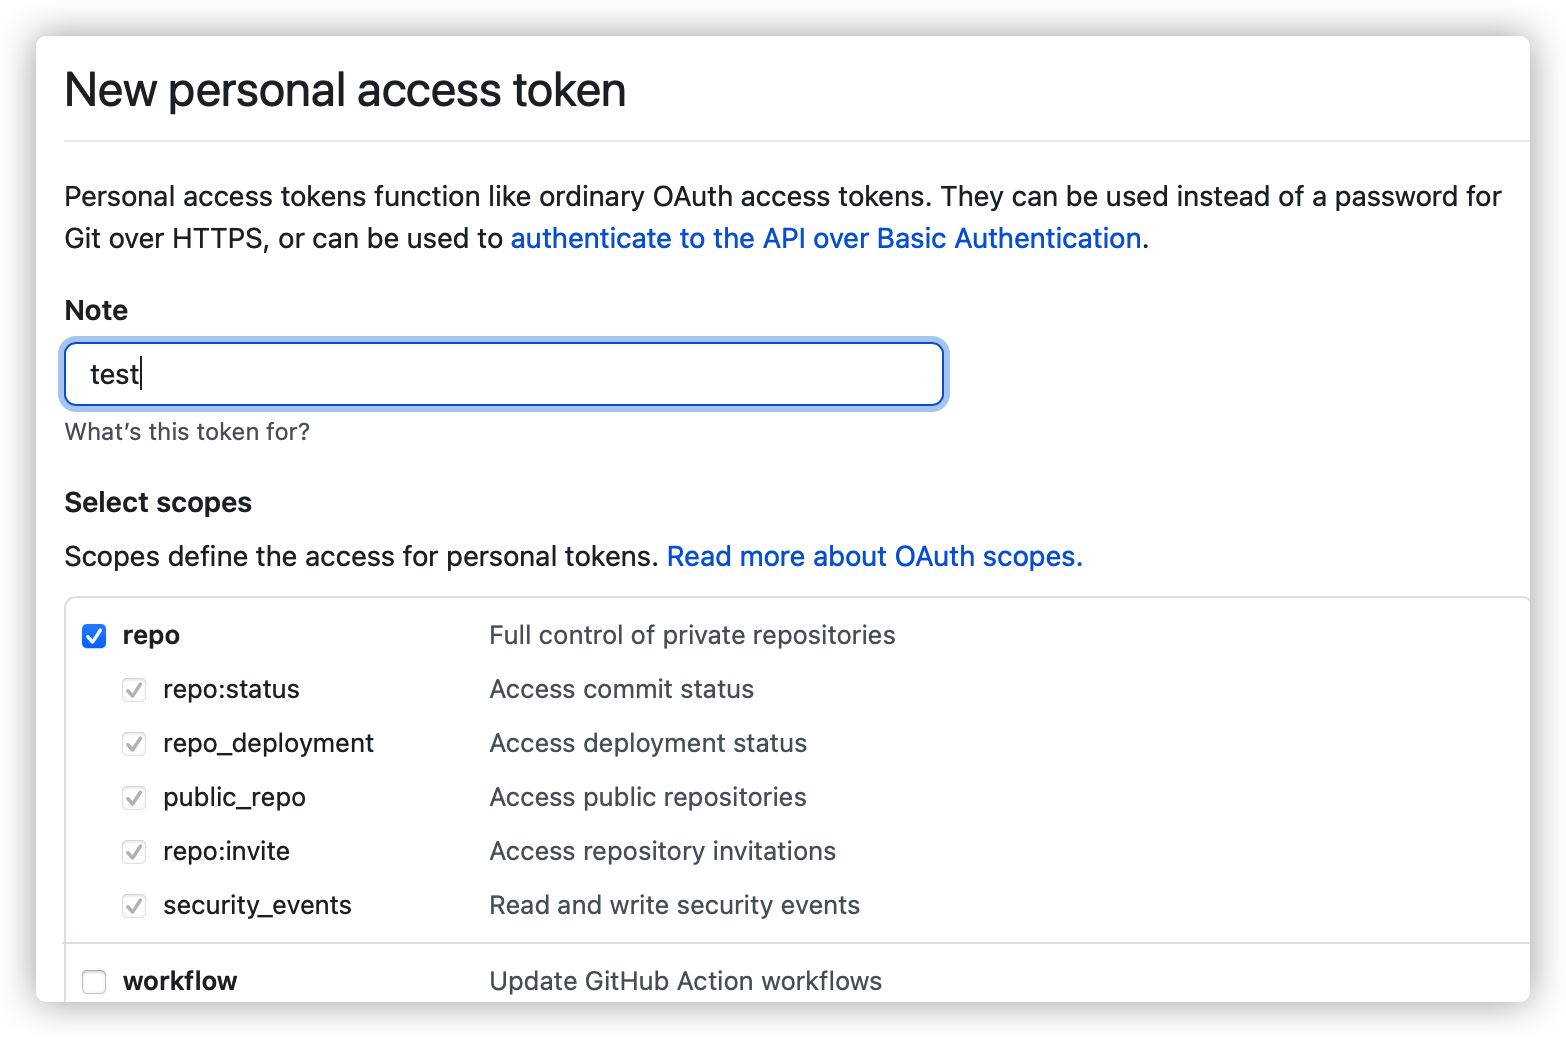 New personal access token
Personal access tokens function like ordinary OAuth access tokens. They can be used instead of a password for
Git over HTTPS, or can be used to authenticate to the API over Basic Authentication.
Note
test
What’s this token for?
Select scopes
Scopes define the access for personal tokens. Read more about OAuth scopes.
repo Full control of private repositories
repo:status Access commit status
repo_deployment Access deployment status
public_repo Access public repositories
repo:invite Access repository invitations
security_events Read and write security events
workflow Update GitHub Action workflows